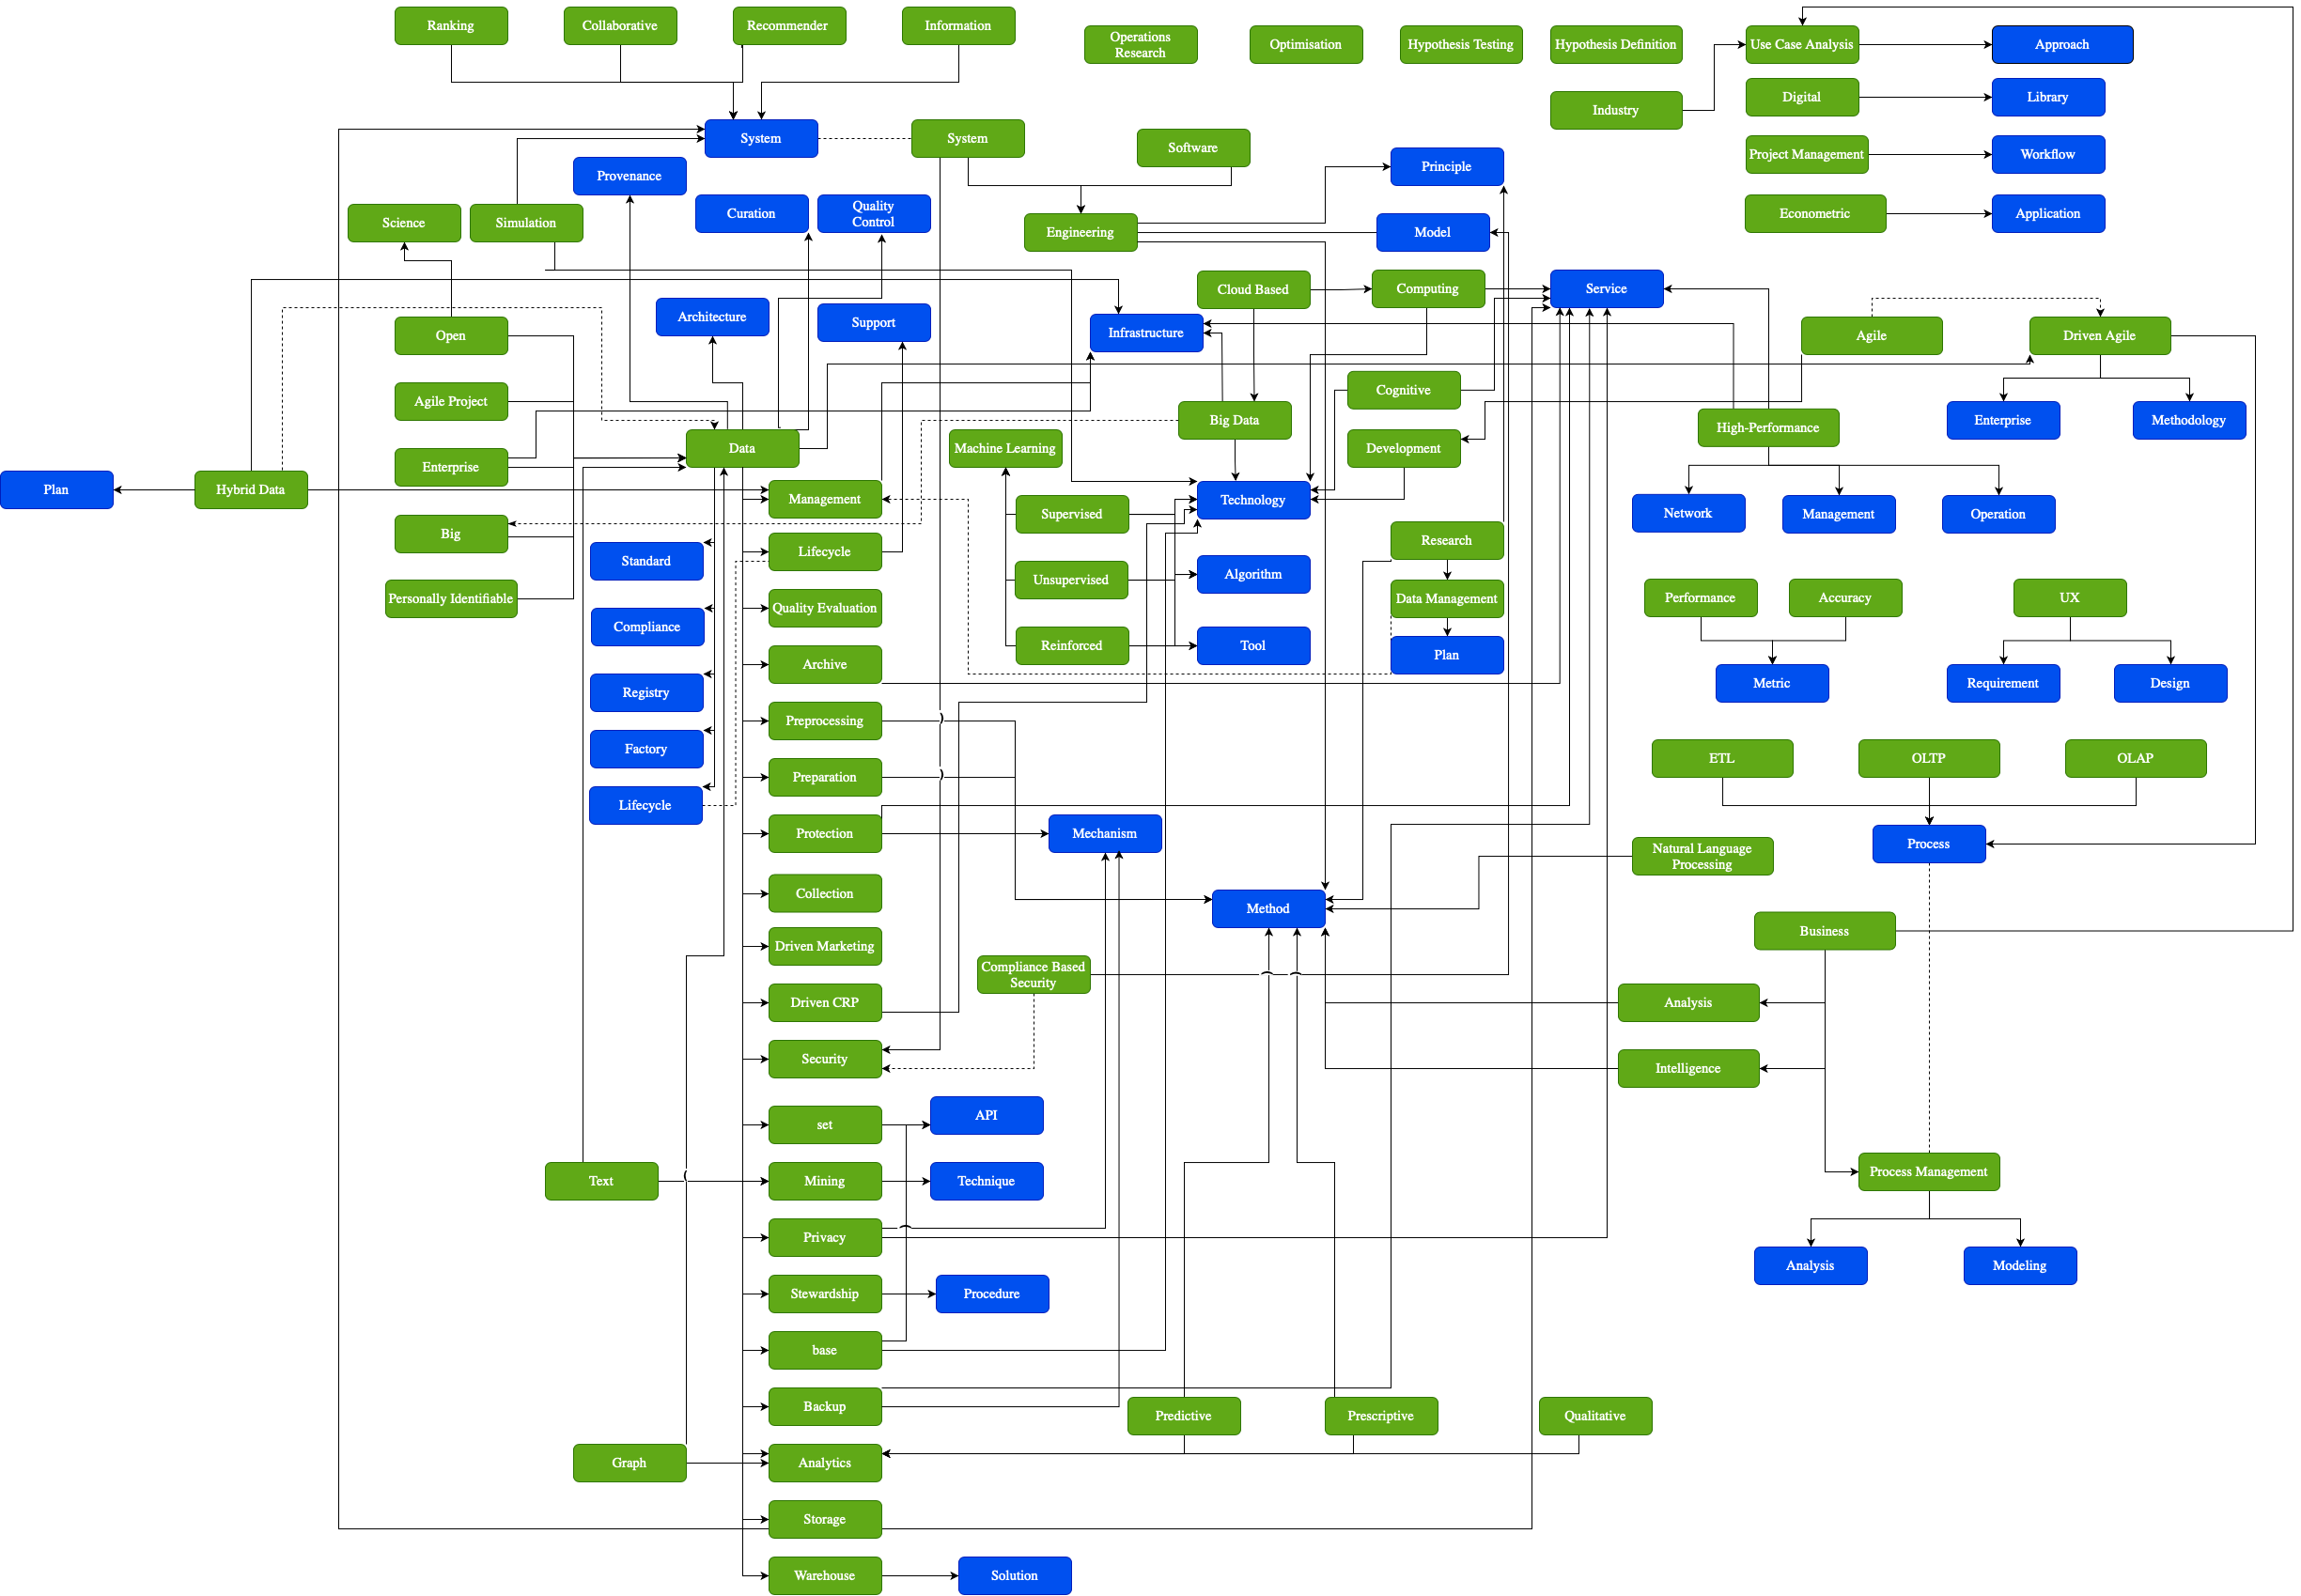 Ranking
Collaborative
Recommender
Information
Operations
Research
Optimisation
Hypothesis Testing
Hypothesis Definition
Use Case Analysis
Approach
Digital
Library
Industry
System
System
Software
Project Management
Workflow
Provenance
Principle
Science
Simulation
Curation
Quality
Control
Engineering
Model
Econometric
Application
Cloud Based
Computing
Service
Architecture
Support
Infrastructure
Open
Agile
Driven Agile
Agile Project
Cognitive
Big Data
Enterprise
Methodology
High-Performance
Data
Machine Learning
Development
Enterprise
Plan
Hybrid Data
Management
Technology
Supervised
Network
Management
Operation
Big
Research
Standard
Lifecycle
Unsupervised
Algorithm
Personally Identifiable
Data Management
Performance
Accuracy
UX
Compliance
Quality Evaluation
Reinforced
Tool
Plan
Archive
Metric
Requirement
Design
Registry
Preprocessing
Factory
Preparation
ETL
OLTP
OLAP
Lifecycle
Protection
Mechanism
Process
Natural Language
Processing
Collection
Method
Business
Driven Marketing
Compliance Based
Security
Driven CRP
Analysis
Security
Intelligence
set
API
Text
Mining
Technique
Process Management
Privacy
Analysis
Modeling
Stewardship
Procedure
base
Backup
Predictive
Prescriptive
Qualitative
Graph
Analytics
Storage
Warehouse
Solution